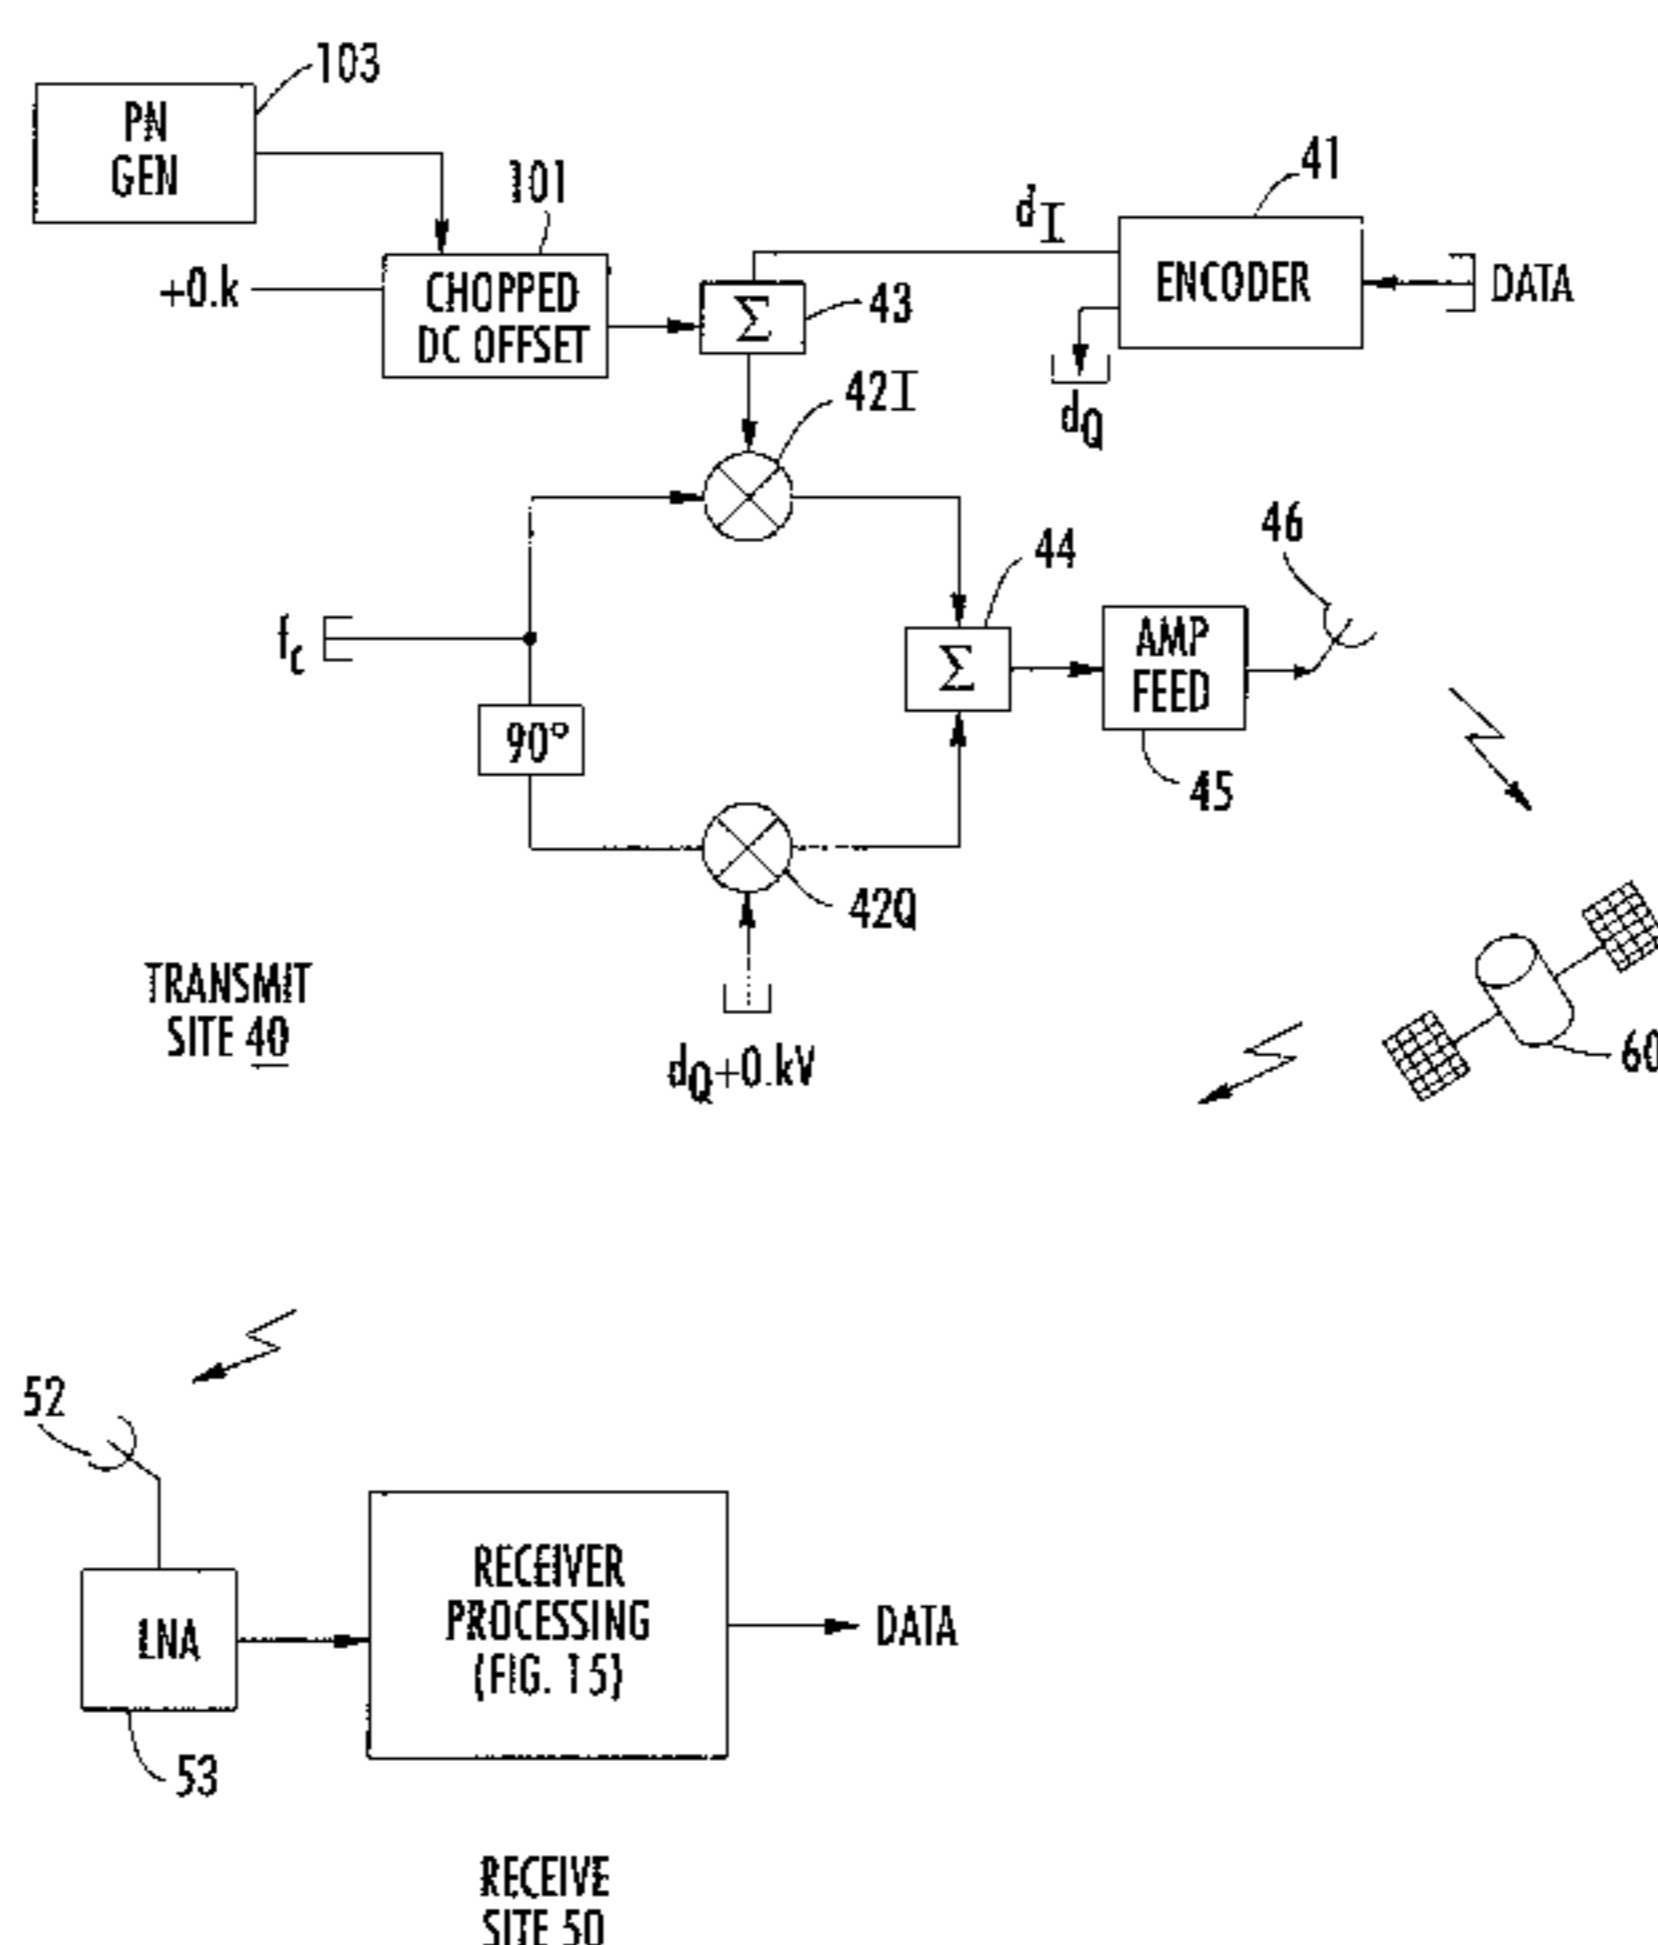 103
PN
GEN
101
41
d_I
+0.k
CHOPPED
DC OFFSET
Σ
43
ENCODER
DATA
42I
d_Q
46
44
f_c
Σ
AMP
FEED
90°
45
42Q
TRANSMIT
SITE 40
d_Q+0.kV
60
52
LNA
RECEIVER
PROCESSING
(FIG. 15)
DATA
53
RECEIVE
SITE 50